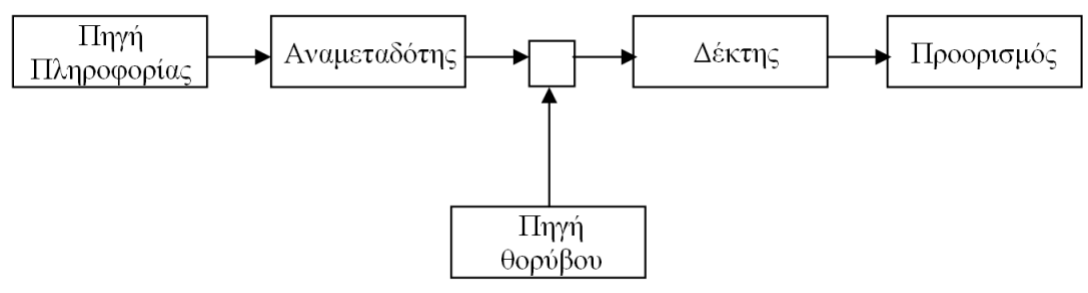 Πηγή
Πληροφορίας
Αναμεταδότης
Δέκτης
Προορισμός
Πηγή
θορύβου